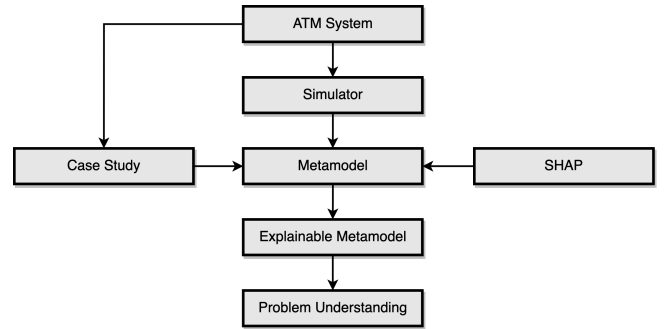 ATM System
Simulator
Case Study
Metamodel
SHAP
Explainable Metamodel
Problem Understanding